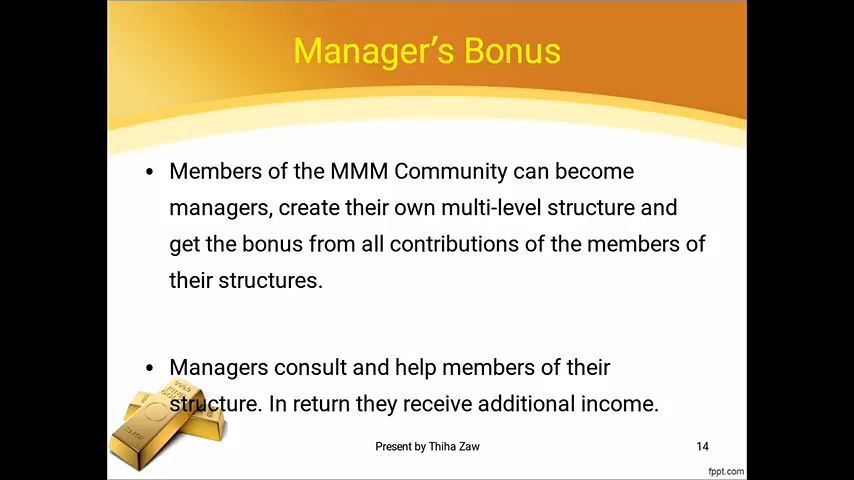 Manager's Bonus
• Members of the MMM Community can become
managers, create their own multi-level structure and
get the bonus from all contributions of the members of
their structures.
• Managers consult and help members of their
structure. In return they receive additional income.
Present by Thiha Zaw
14
fppt.com